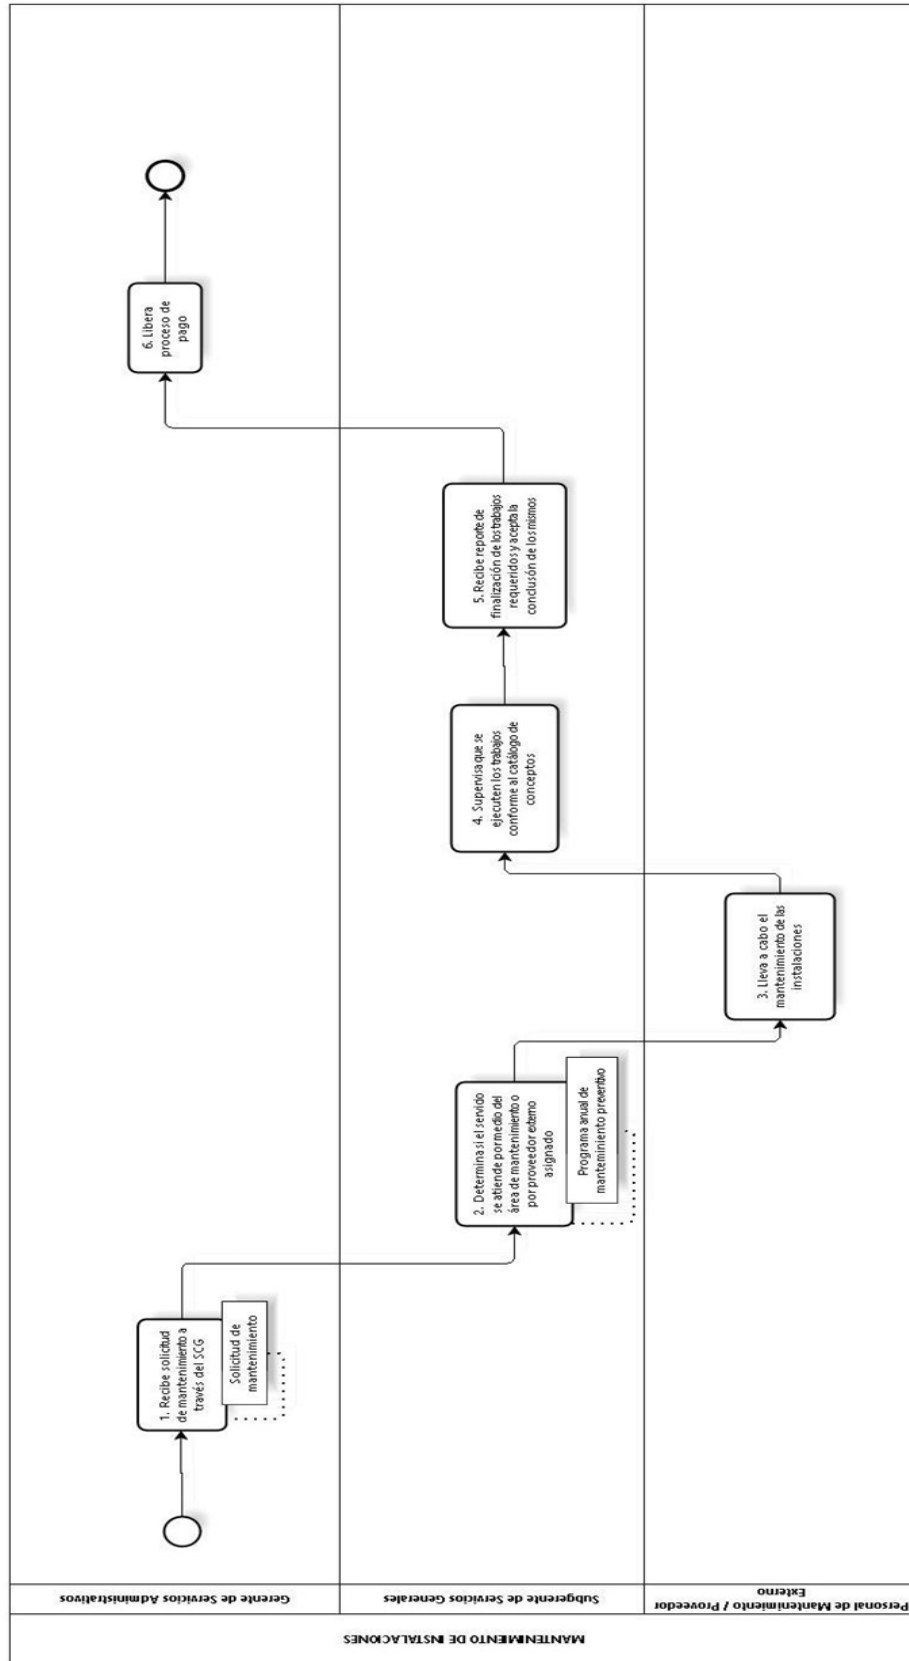 MANTENIMIENTO DE INSTALACIONES
Gerente de Servicios Administrativos
Subgerente de Servicios Generales
Personal de Mantenimiento / Proveedor
Externo
1. Recibe solicitud
de mantenimiento a
través del SCG
Solicitud de
mantenimiento
2. Determina si el servicio
se atiende por medio del
área de mantenimiento o
por proveedor externo
asignado
Programa anual de
mantemiminto preventivo
3. Lleva a cabo el
mantenimiento de las
instalaciones
4. Supervisa que se
ejecuten los trabajos
conforme al catálogo de
conceptos
5. Recibe reporte de
finalización de los trabajos
requeridos y acepta la
conclusón de los mismos
6. Libera
proceso de
pago